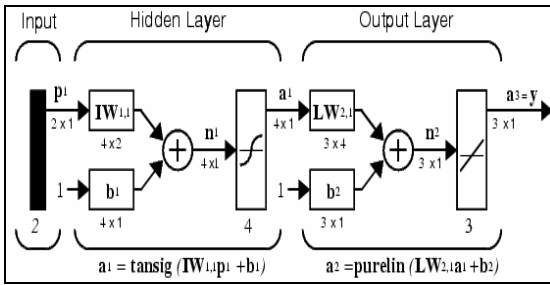 Input Hidden Layer Output Layer
p1 a1 a3=y
IW1,1 LW2,1
2 x 1 4 x 1 3 x 1
n1 n2
4 x2 4 x1 3 x 4 3 x 1
1 b1 1 b2
4 x 1 3 x 1
2 4 3
a1 = tansig (IW1,1p1 +b1) a2 =purelin (LW2,1a1 +b2)